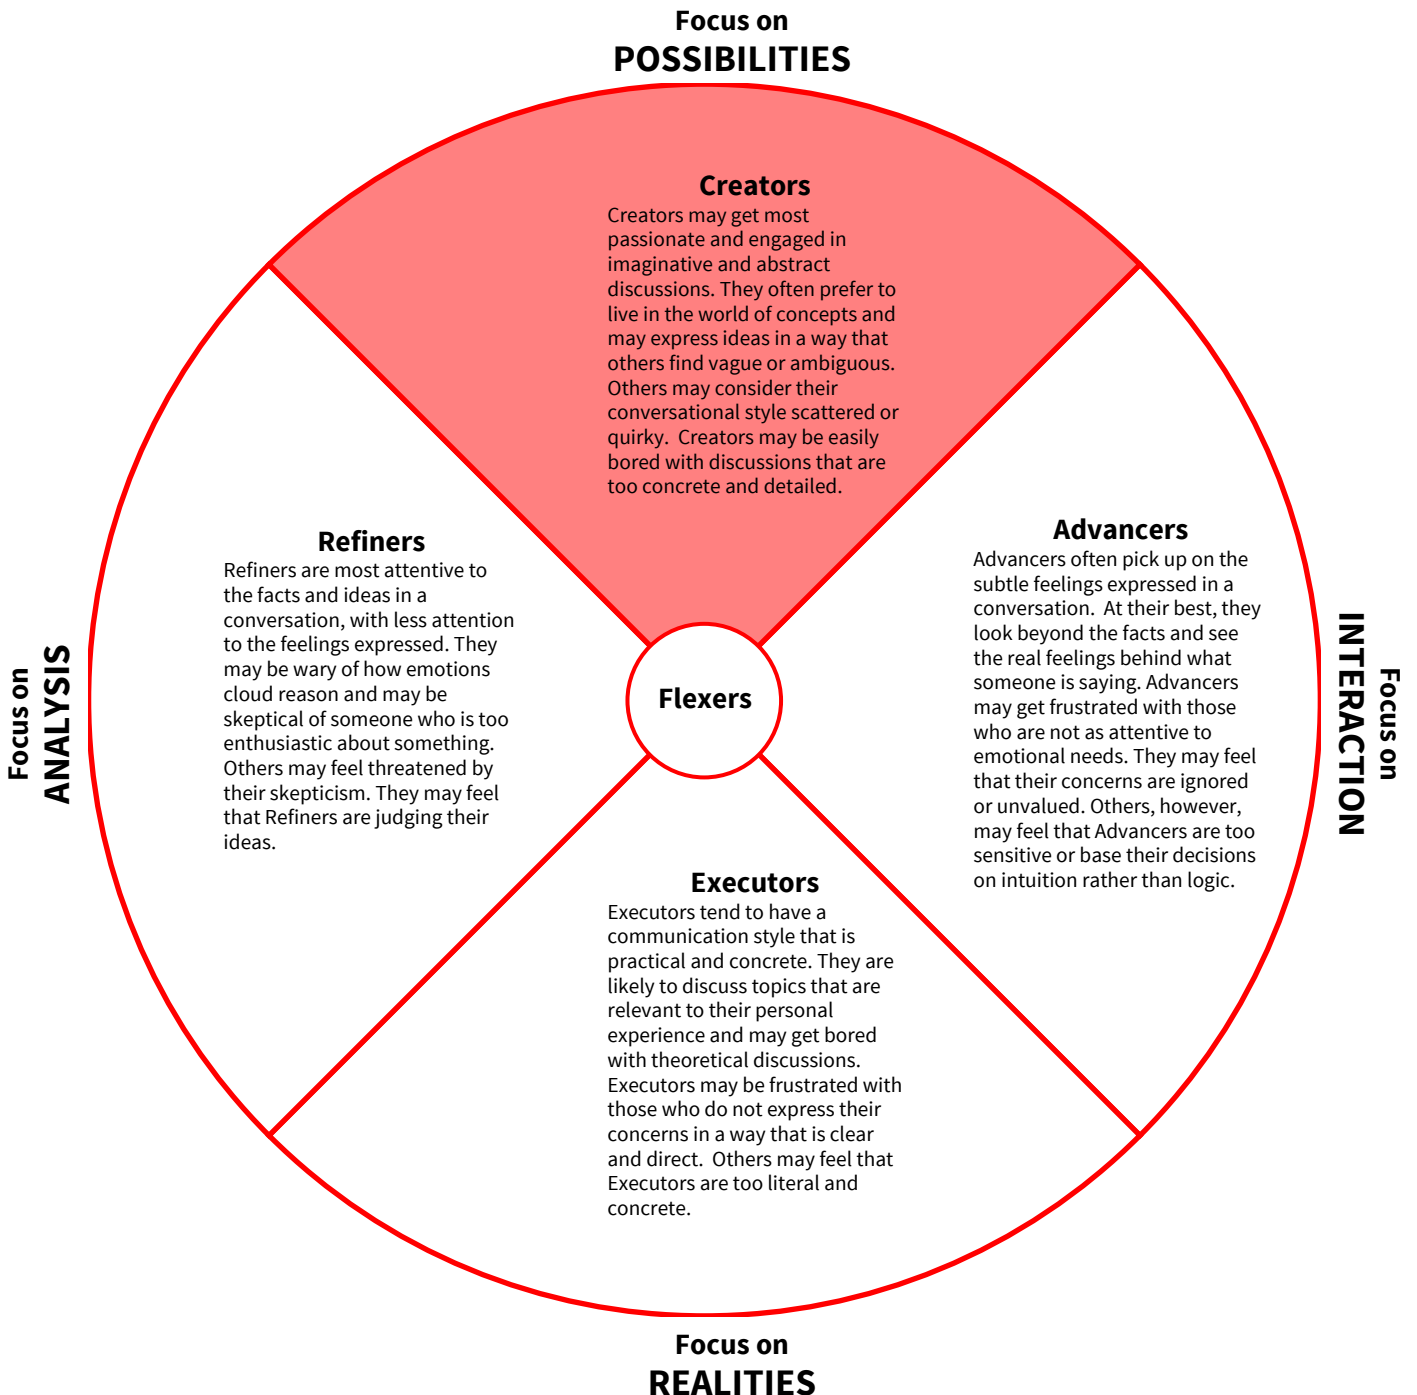 Focus on
POSSIBILITIES
Creators
Creators may get most
passionate and engaged in
imaginative and abstract
discussions. They often prefer to
live in the world of concepts and
may express ideas in a way that
others find vague or ambiguous.
Others may consider their
conversational style scattered or
quirky.  Creators may be easily
bored with discussions that are
too concrete and detailed.
Focus on
ANALYSIS
Refiners
Refiners are most attentive to
the facts and ideas in a
conversation, with less attention
to the feelings expressed. They
may be wary of how emotions
cloud reason and may be
skeptical of someone who is too
enthusiastic about something.
Others may feel threatened by
their skepticism. They may feel
that Refiners are judging their
ideas.
Flexers
Advancers
Advancers often pick up on the
subtle feelings expressed in a
conversation.  At their best, they
look beyond the facts and see
the real feelings behind what
someone is saying. Advancers
may get frustrated with those
who are not as attentive to
emotional needs. They may feel
that their concerns are ignored
or unvalued. Others, however,
may feel that Advancers are too
sensitive or base their decisions
on intuition rather than logic.
Focus on
INTERACTION
Executors
Executors tend to have a
communication style that is
practical and concrete. They are
likely to discuss topics that are
relevant to their personal
experience and may get bored
with theoretical discussions.
Executors may be frustrated with
those who do not express their
concerns in a way that is clear
and direct.  Others may feel that
Executors are too literal and
concrete.
Focus on
REALITIES